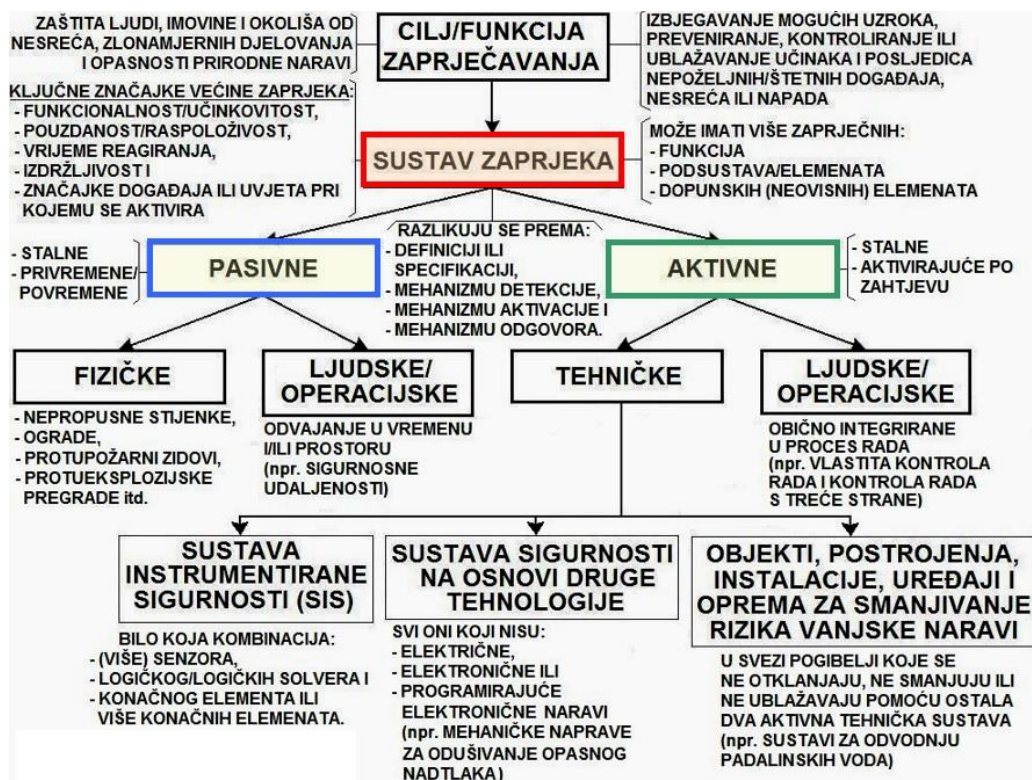 ZAŠTITA LJUDI, IMOVINE I OKOLIŠA OD
NESREĆA, ZLONAMJERNIH DJELOVANJA
I OPASNOSTI PRIRODNE NARAVI
CILJ/FUNKCIJA
ZAPRJEČAVANJA
IZBJEGAVANJE MOGUĆIH UZROKA,
PREVENIRANJE, KONTROLIRANJE ILI
UBLAŽAVANJE UČINAKA I POSLJEDICA
NEPOŽELJNIH/ŠTETNIH DOGAĐAJA,
NESREĆA ILI NAPADA
KLJUČNE ZNAČAJKE VEĆINE ZAPRJEKA:
- FUNKCIONALNOST/UČINKOVITOST,
- POUZDANOST/RASPOLOŽIVOST,
- VRIJEME REAGIRANJA,
- IZDRŽLJIVOST I
- ZNAČAJKE DOGAĐAJA ILI UVJETA PRI
KOJEMU SE AKTIVIRA
SUSTAV ZAPRJEKA
MOŽE IMATI VIŠE ZAPRJEČNIH:
- FUNKCIJA
- PODSUSTAVA/ELEMENATA
- DOPUNSKIH (NEOVISNIH) ELEMENATA
- STALNE
- PRIVREMENE/
POVREMENE
PASIVNE
RAZLIKUJU SE PREMA:
- DEFINICIJI ILI
SPECIFIKACIJI,
- MEHANIZMU DETEKCIJE,
- MEHANIZMU AKTIVACIJE I
- MEHANIZMU ODGOVORA.
AKTIVNE
- STALNE
- AKTIVIRAJUĆE PO
ZAHTJEVU
FIZIČKE
- NEPROPUSNE STIJENKE,
- OGRADE,
- PROTUPOŽARNI ZIDOVI,
- PROTUEKSPLOZIJSKE
PREGRADE itd.
LJUDSKE/
OPERACIJSKE
ODVAJANJE U VREMENU
I/ILI PROSTORU
(npr. SIGURNOSNE
UDALJENOSTI)
TEHNIČKE
LJUDSKE/
OPERACIJSKE
OBIČNO INTEGRIRANE
U PROCES RADA
(npr. VLASTITA KONTROLA
RADA I KONTROLA RADA
S TREĆE STRANE)
SUSTAVA
INSTRUMENTIRANE
SIGURNOSTI (SIS)
BILO KOJA KOMBINACIJA:
- (VIŠE) SENZORA,
- LOGIČKOG/LOGIČKIH SOLVERA I
- KONAČNOG ELEMENTA ILI
VIŠE KONAČNIH ELEMENATA.
SUSTAVA SIGURNOSTI
NA OSNOVI DRUGE
TEHNOLOGIJE
SVI ONI KOJI NISU:
- ELEKTRIČNE,
- ELEKTRONIČNE ILI
- PROGRAMIRAJUĆE
ELEKTRONIČNE NARAVI
(npr. MEHANIČKE NAPRAVE
ZA ODUŠIVANJE OPASNOG
NADTLAKA)
OBJEKTI, POSTROJENJA,
INSTALACIJE, UREĐAJI I
OPREMA ZA SMANJIVANJE
RIZIKA VANJSKE NARAVI
U SVEZI POGIBELJI KOJE SE
NE OTKLANJAJU, NE SMANJUJU ILI
NE UBLAŽAVAJU POMOĆU OSTALA
DVA AKTIVNA TEHNIČKA SUSTAVA
(npr. SUSTAVI ZA ODVODNJU
PADALINSKIH VODA)